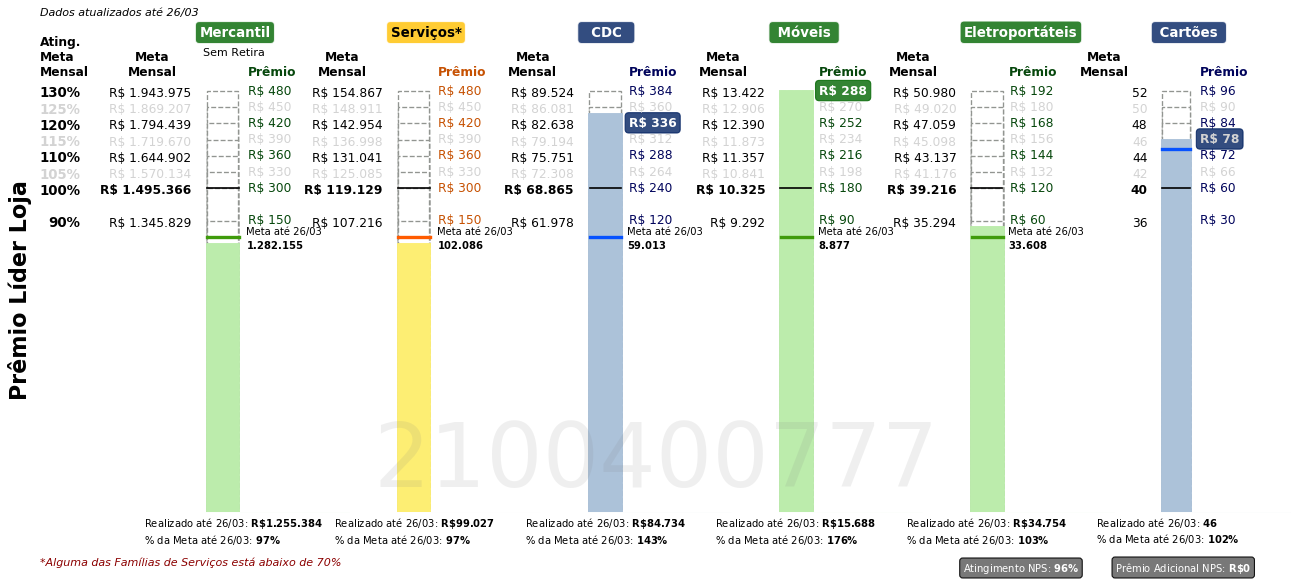 Dados atualizados até 26/03
Mercantil Serviços* CDC Móveis Eletroportáteis Cartões
Sem Retira
Ating. Meta Mensal Meta Mensal Prêmio Meta Mensal Prêmio Meta Mensal Prêmio Meta Mensal Prêmio Meta Mensal Prêmio Meta Mensal Prêmio
130% R$ 1.943.975 R$ 480 R$ 154.867 R$ 480 R$ 89.524 R$ 384 R$ 13.422 R$ 288 R$ 50.980 R$ 192 52 R$ 96
125% R$ 1.869.207 R$ 450 R$ 148.911 R$ 450 R$ 86.081 R$ 360 R$ 12.906 R$ 270 R$ 49.020 R$ 180 50 R$ 90
120% R$ 1.794.439 R$ 420 R$ 142.954 R$ 420 R$ 82.638 R$ 336 R$ 12.390 R$ 252 R$ 47.059 R$ 168 48 R$ 84
115% R$ 1.719.670 R$ 390 R$ 136.998 R$ 390 R$ 79.194 R$ 312 R$ 11.873 R$ 234 R$ 45.098 R$ 156 46 R$ 78
110% R$ 1.644.902 R$ 360 R$ 131.041 R$ 360 R$ 75.751 R$ 288 R$ 11.357 R$ 216 R$ 43.137 R$ 144 44 R$ 72
105% R$ 1.570.134 R$ 330 R$ 125.085 R$ 330 R$ 72.308 R$ 264 R$ 10.841 R$ 198 R$ 41.176 R$ 132 42 R$ 66
100% R$ 1.495.366 R$ 300 R$ 119.129 R$ 300 R$ 68.865 R$ 240 R$ 10.325 R$ 180 R$ 39.216 R$ 120 40 R$ 60
90% R$ 1.345.829 R$ 150 R$ 107.216 R$ 150 R$ 61.978 R$ 120 R$ 9.292 R$ 90 R$ 35.294 R$ 60 36 R$ 30
Meta até 26/03 Meta até 26/03 Meta até 26/03 Meta até 26/03 Meta até 26/03
1.282.155 102.086 59.013 8.877 33.608
Prêmio Líder Loja
2100400777
Realizado até 26/03: R$1.255.384 Realizado até 26/03: R$99.027 Realizado até 26/03: R$84.734 Realizado até 26/03: R$15.688 Realizado até 26/03: R$34.754 Realizado até 26/03: 46
% da Meta até 26/03: 97% % da Meta até 26/03: 97% % da Meta até 26/03: 143% % da Meta até 26/03: 176% % da Meta até 26/03: 103% % da Meta até 26/03: 102%
*Alguma das Famílias de Serviços está abaixo de 70%
Atingimento NPS: 96% Prêmio Adicional NPS: R$0